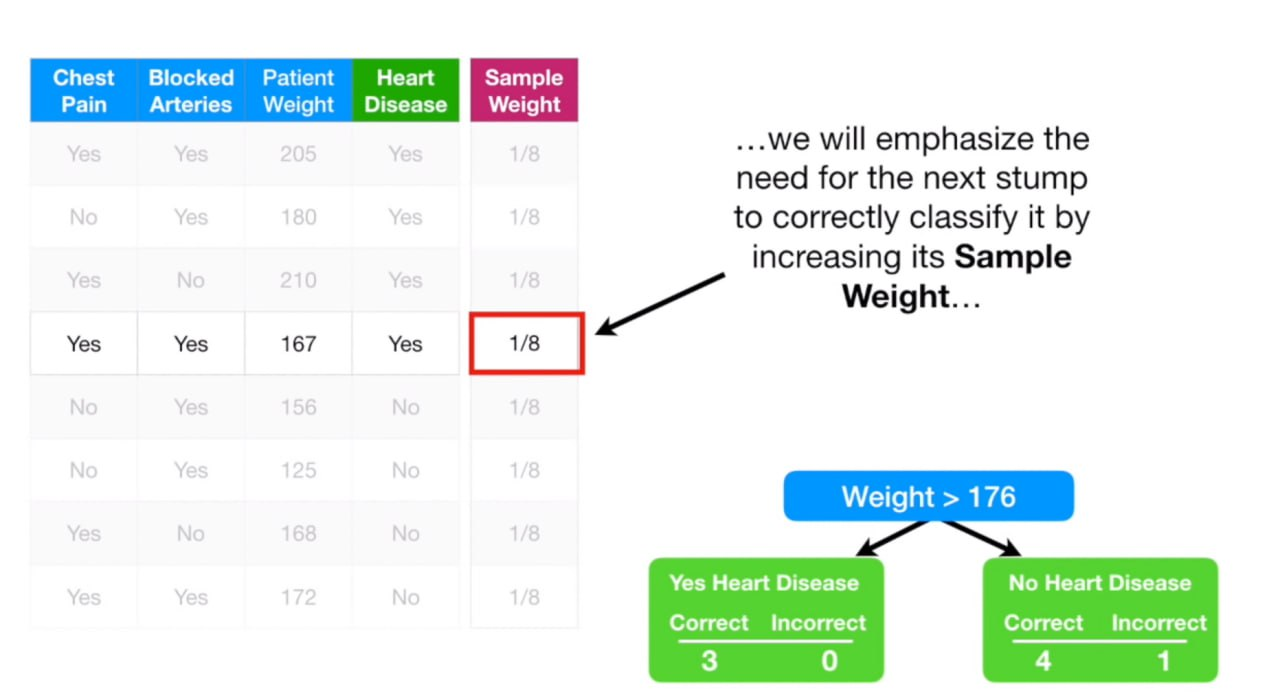 Chest Pain Blocked Arteries Patient Weight Heart Disease Sample Weight
Yes Yes 205 Yes 1/8
No Yes 180 Yes 1/8
Yes No 210 Yes 1/8
Yes Yes 167 Yes 1/8
No Yes 156 No 1/8
No Yes 125 No 1/8
Yes No 168 No 1/8
Yes Yes 172 No 1/8
…we will emphasize the
need for the next stump
to correctly classify it by
increasing its Sample
Weight…
Weight > 176
Yes Heart Disease
Correct Incorrect
3 0
No Heart Disease
Correct Incorrect
4 1